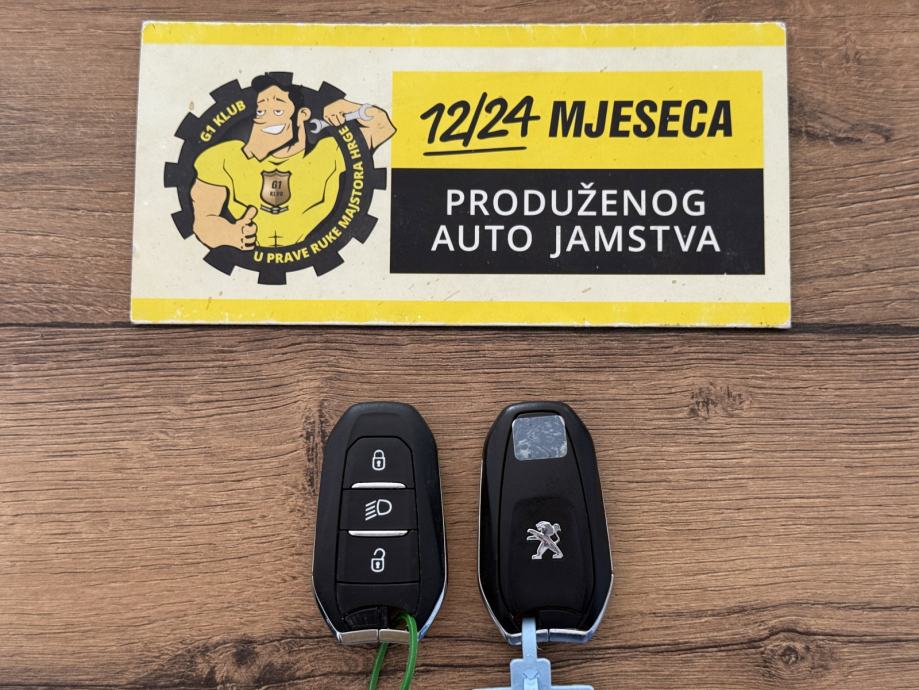 G1 KLUB
U PRAVE RUKE MAJSTORA HRGE
G1
KLUB
12/24 MJESECA
PRODUŽENOG
AUTO JAMSTVA